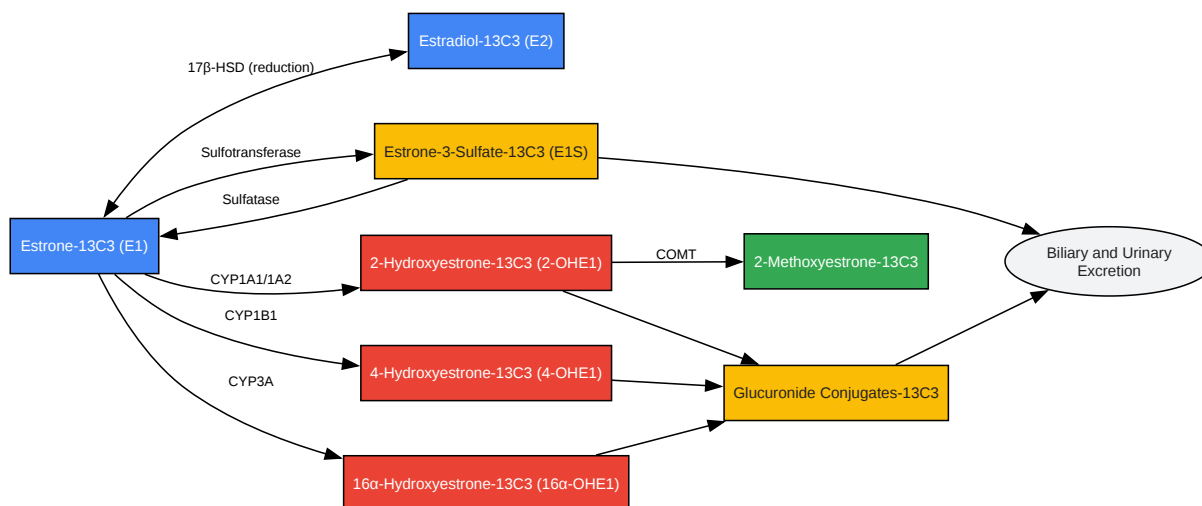 Estradiol-13C3 (E2)
17β-HSD (reduction)
Sulfotransferase
Estrone-3-Sulfate-13C3 (E1S)
Sulfatase
Estrone-13C3 (E1)
CYP1A1/1A2
2-Hydroxyestrone-13C3 (2-OHE1)
COMT
2-Methoxyestrone-13C3
Biliary and Urinary
Excretion
CYP1B1
4-Hydroxyestrone-13C3 (4-OHE1)
CYP3A
Glucuronide Conjugates-13C3
16α-Hydroxyestrone-13C3 (16α-OHE1)